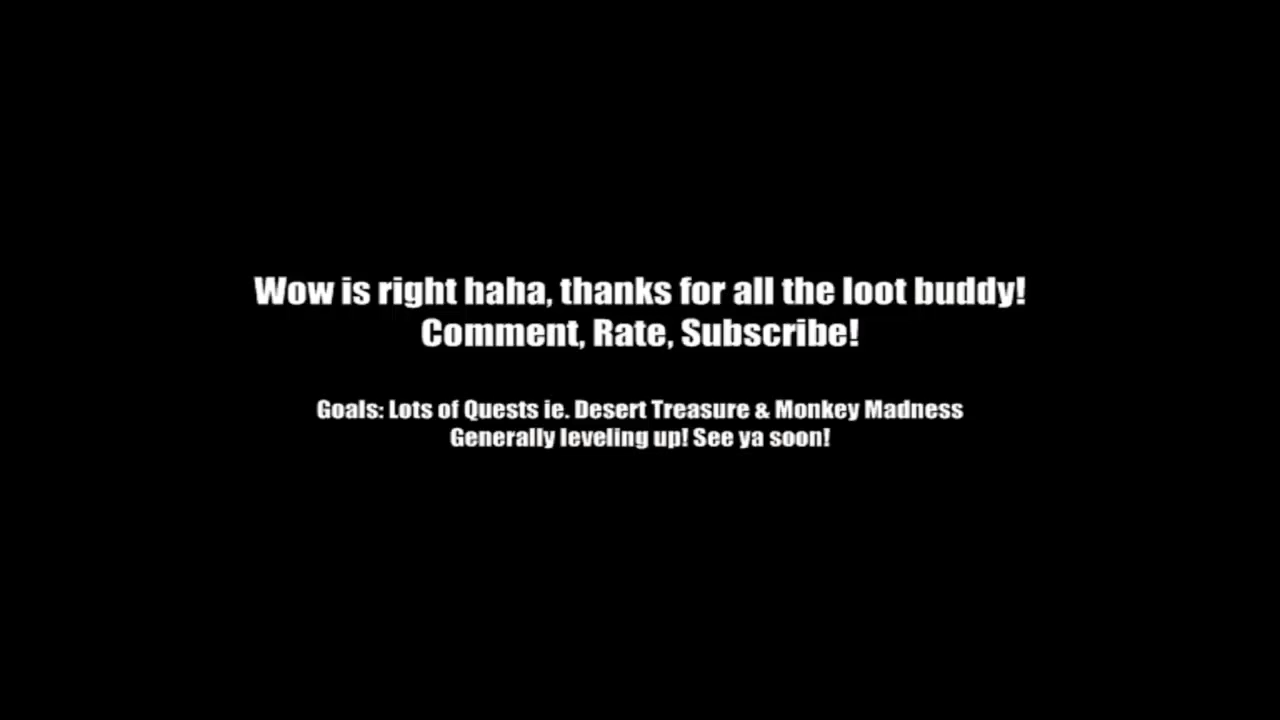 Wow is right haha, thanks for all the loot buddy!
Comment, Rate, Subscribe!
Goals: Lots of Quests ie. Desert Treasure & Monkey Madness
Generally leveling up! See ya soon!